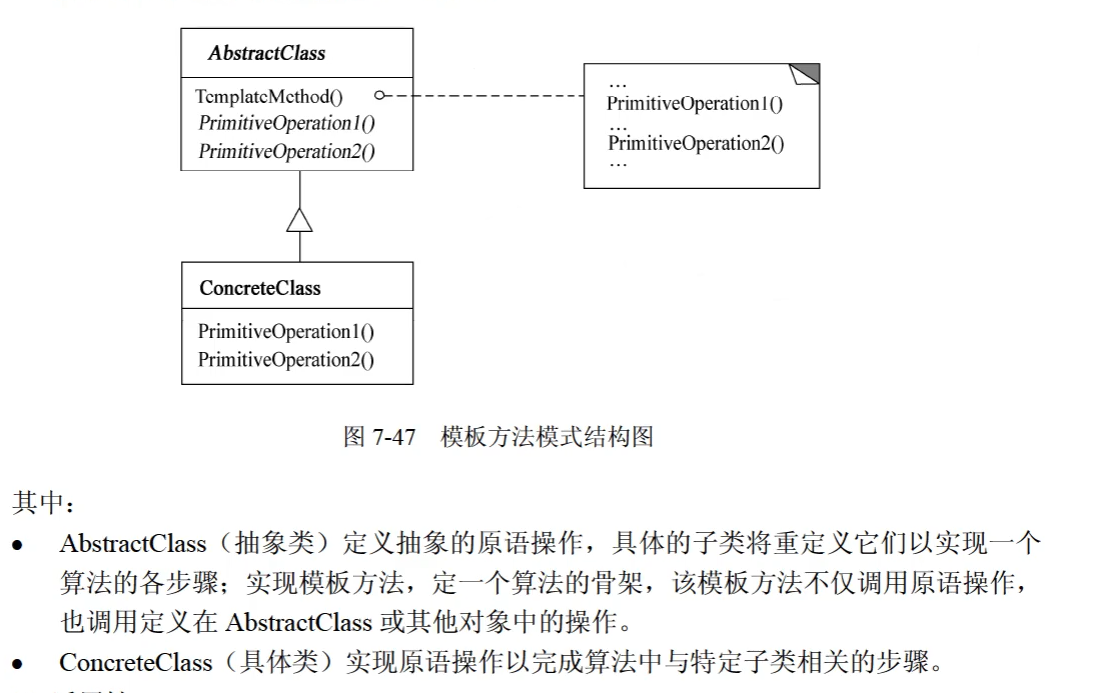 AbstractClass
TemplateMethod()
PrimitiveOperation1()
PrimitiveOperation2()
…
PrimitiveOperation1()
…
PrimitiveOperation2()
…
ConcreteClass
PrimitiveOperation1()
PrimitiveOperation2()
图 7-47 模板方法模式结构图
其中：
● AbstractClass（抽象类）定义抽象的原语操作，具体的子类将重定义它们以实现一个
算法的各步骤；实现模板方法，定一个算法的骨架，该模板方法不仅调用原语操作，
也调用定义在 AbstractClass 或其他对象中的操作。
● ConcreteClass（具体类）实现原语操作以完成算法中与特定子类相关的步骤。